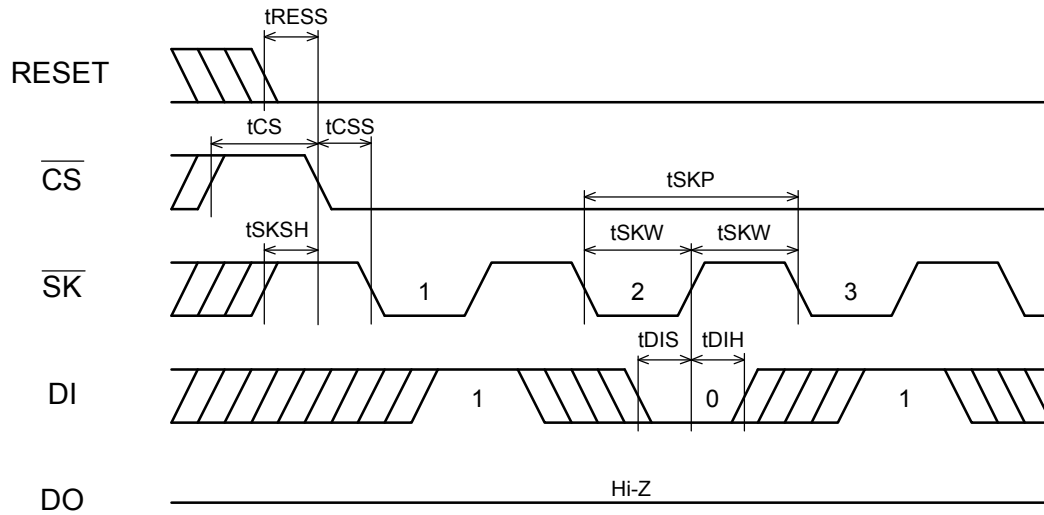 tRESS
RESET
tCS tCSS
CS
tSKP
tSKSH tSKW tSKW
SK 1 2 3
tDIS tDIH
DI 1 0 1
Hi-Z
DO